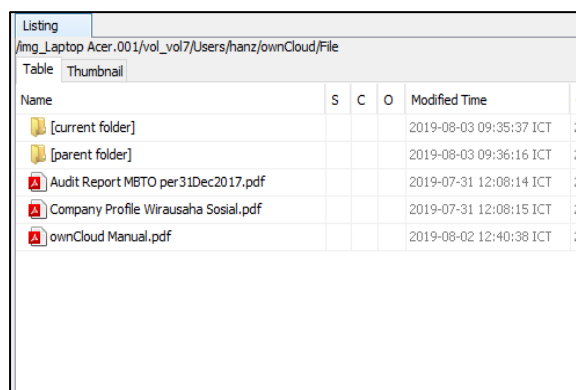 Listing
/img_Laptop Acer.001/vol_vol7/Users/hanz/ownCloud/File
Table Thumbnail
Name S C O Modified Time
[current folder] 2019-08-03 09:35:37 ICT
[parent folder] 2019-08-03 09:36:16 ICT
Audit Report MBTO per31Dec2017.pdf 2019-07-31 12:08:14 ICT
Company Profile Wirausaha Sosial.pdf 2019-07-31 12:08:15 ICT
ownCloud Manual.pdf 2019-08-02 12:40:38 ICT